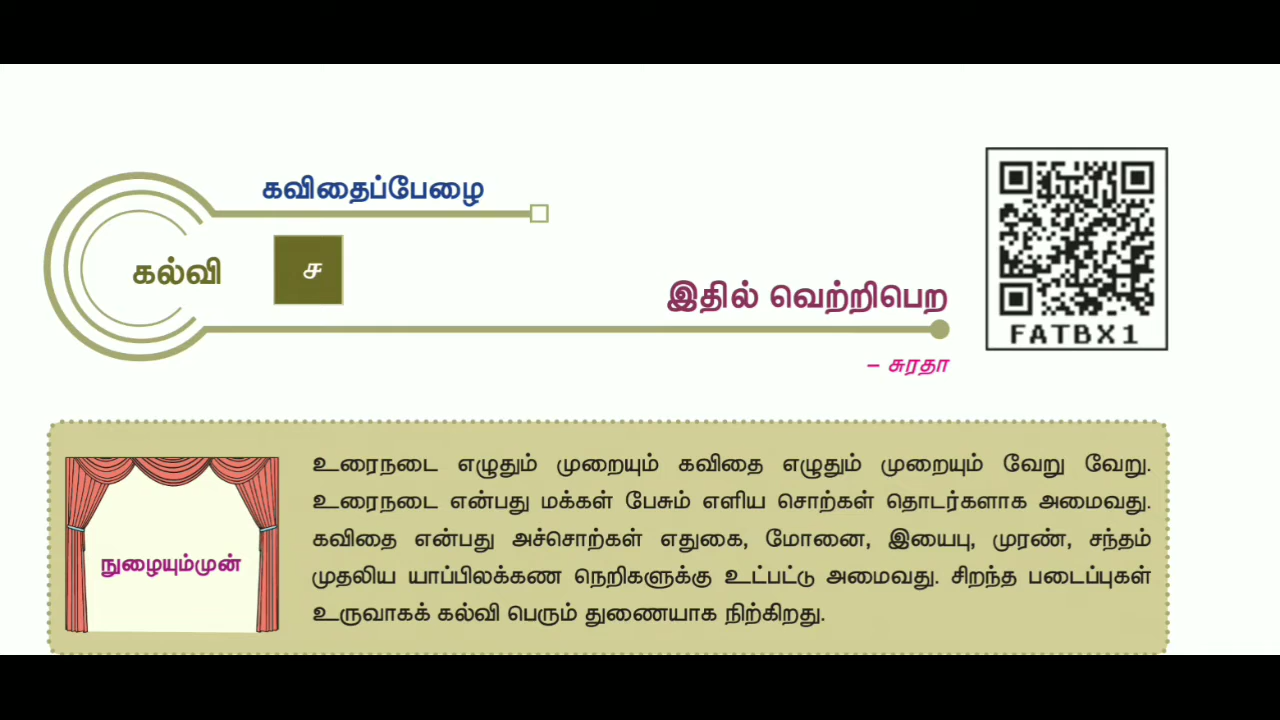 கவிதைப்பேழை
கல்வி
ச
இதில் வெற்றிபெற
– சுரதா
FATBX1
நுழையும்முன்
உரைநடை எழுதும் முறையும் கவிதை எழுதும் முறையும் வேறு வேறு.
உரைநடை என்பது மக்கள் பேசும் எளிய சொற்கள் தொடர்களாக அமைவது.
கவிதை என்பது அச்சொற்கள் எதுகை, மோனை, இயைபு, முரண், சந்தம்
முதலிய யாப்பிலக்கண நெறிகளுக்கு உட்பட்டு அமைவது. சிறந்த படைப்புகள்
உருவாகக் கல்வி பெரும் துணையாக நிற்கிறது.